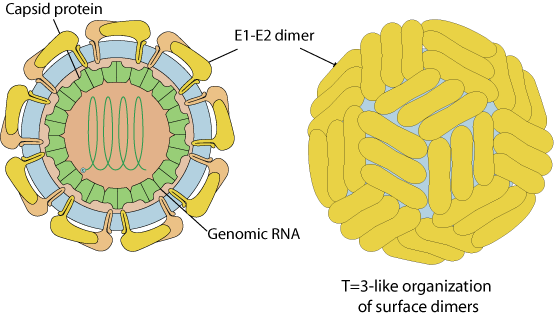 Capsid protein
E1-E2 dimer
Genomic RNA
T=3-like organization
of surface dimers